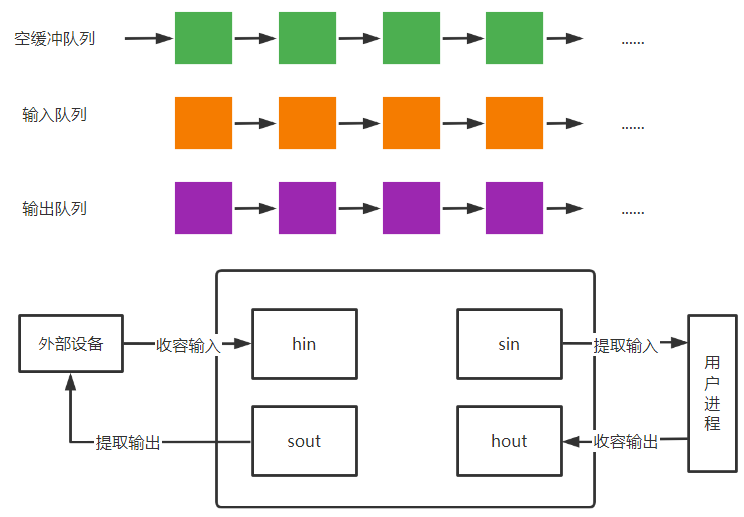 空缓冲队列
......
输入队列
......
输出队列
......
外部设备
收容输入
hin
sin
提取输入
用户进程
提取输出
sout
hout
收容输出